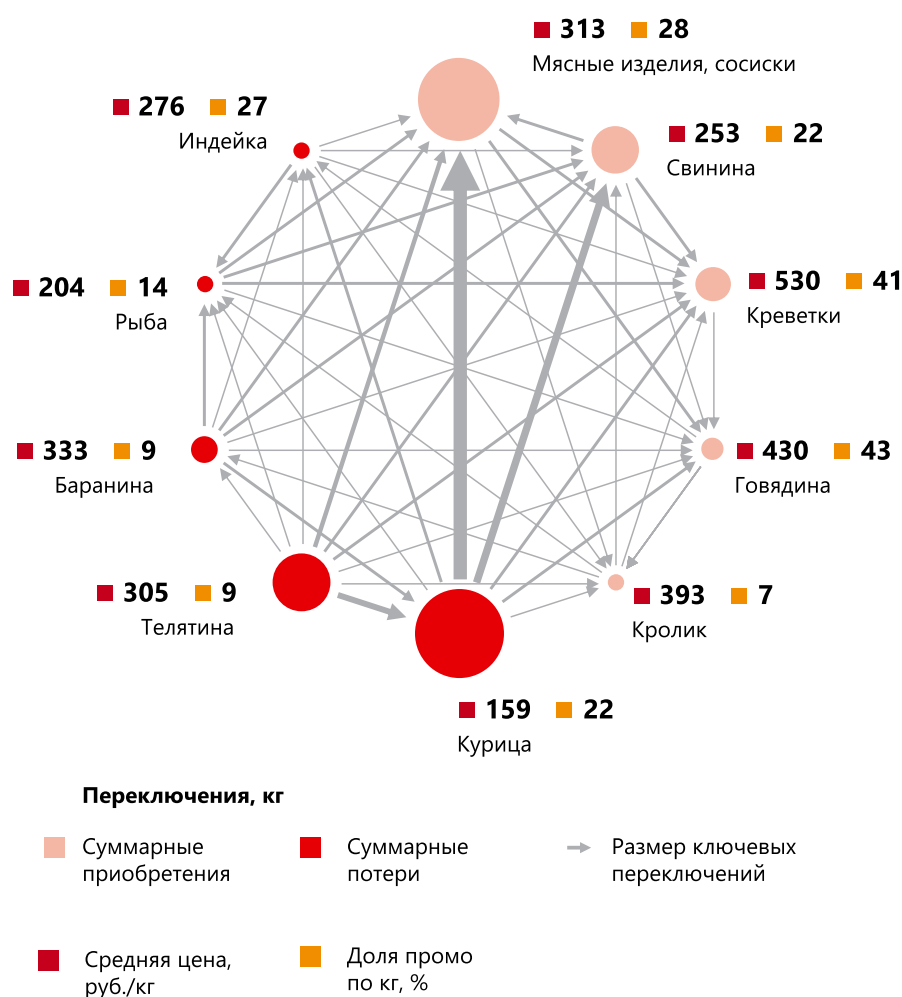 313 28
Мясные изделия, сосиски
276 27
Индейка
253 22
Свинина
204 14
Рыба
530 41
Креветки
333 9
Баранина
430 43
Говядина
305 9
Телятина
393 7
Кролик
159 22
Курица
Переключения, кг
Суммарные
приобретения
Суммарные
потери
Размер ключевых
переключений
Средняя цена,
руб./кг
Доля промо
по кг, %